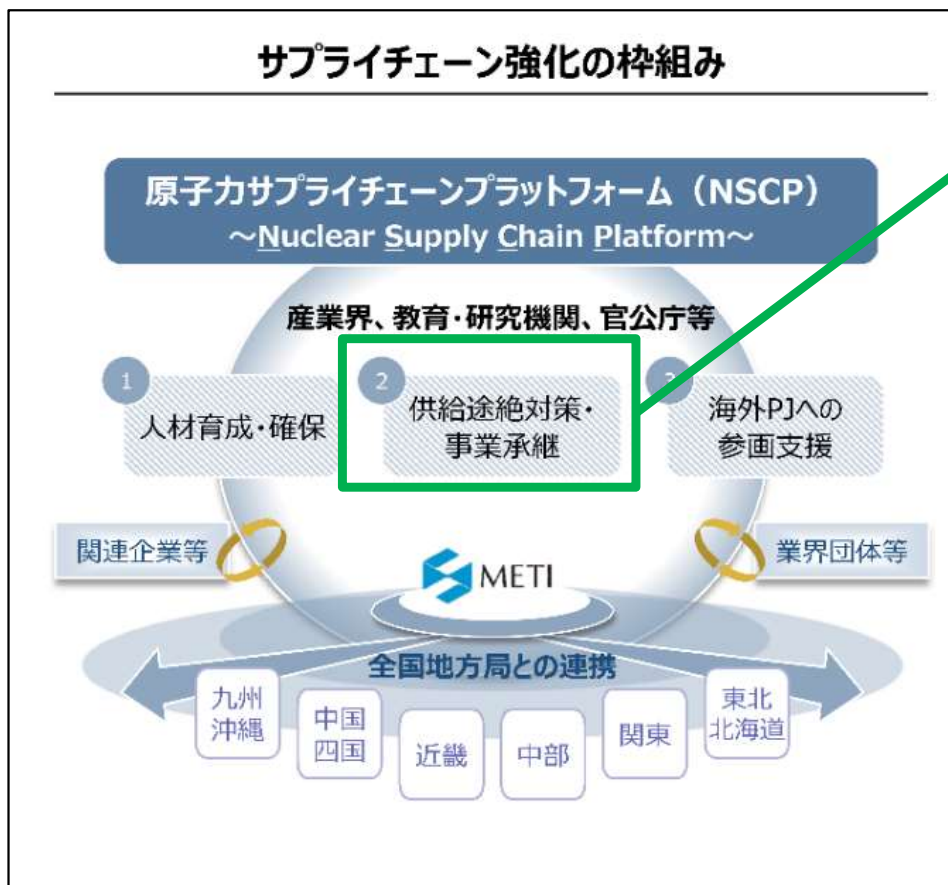 サプライチェーン強化の枠組み
原子力サプライチェーンプラットフォーム（NSCP）
～Nuclear Supply Chain Platform～
産業界、教育・研究機関、官公庁等
1
人材育成・確保
2
供給途絶対策・
事業承継
3
海外PJへの
参画支援
関連企業等
業界団体等
METI
全国地方局との連携
九州
沖縄
中国
四国
近畿
中部
関東
東北
北海道